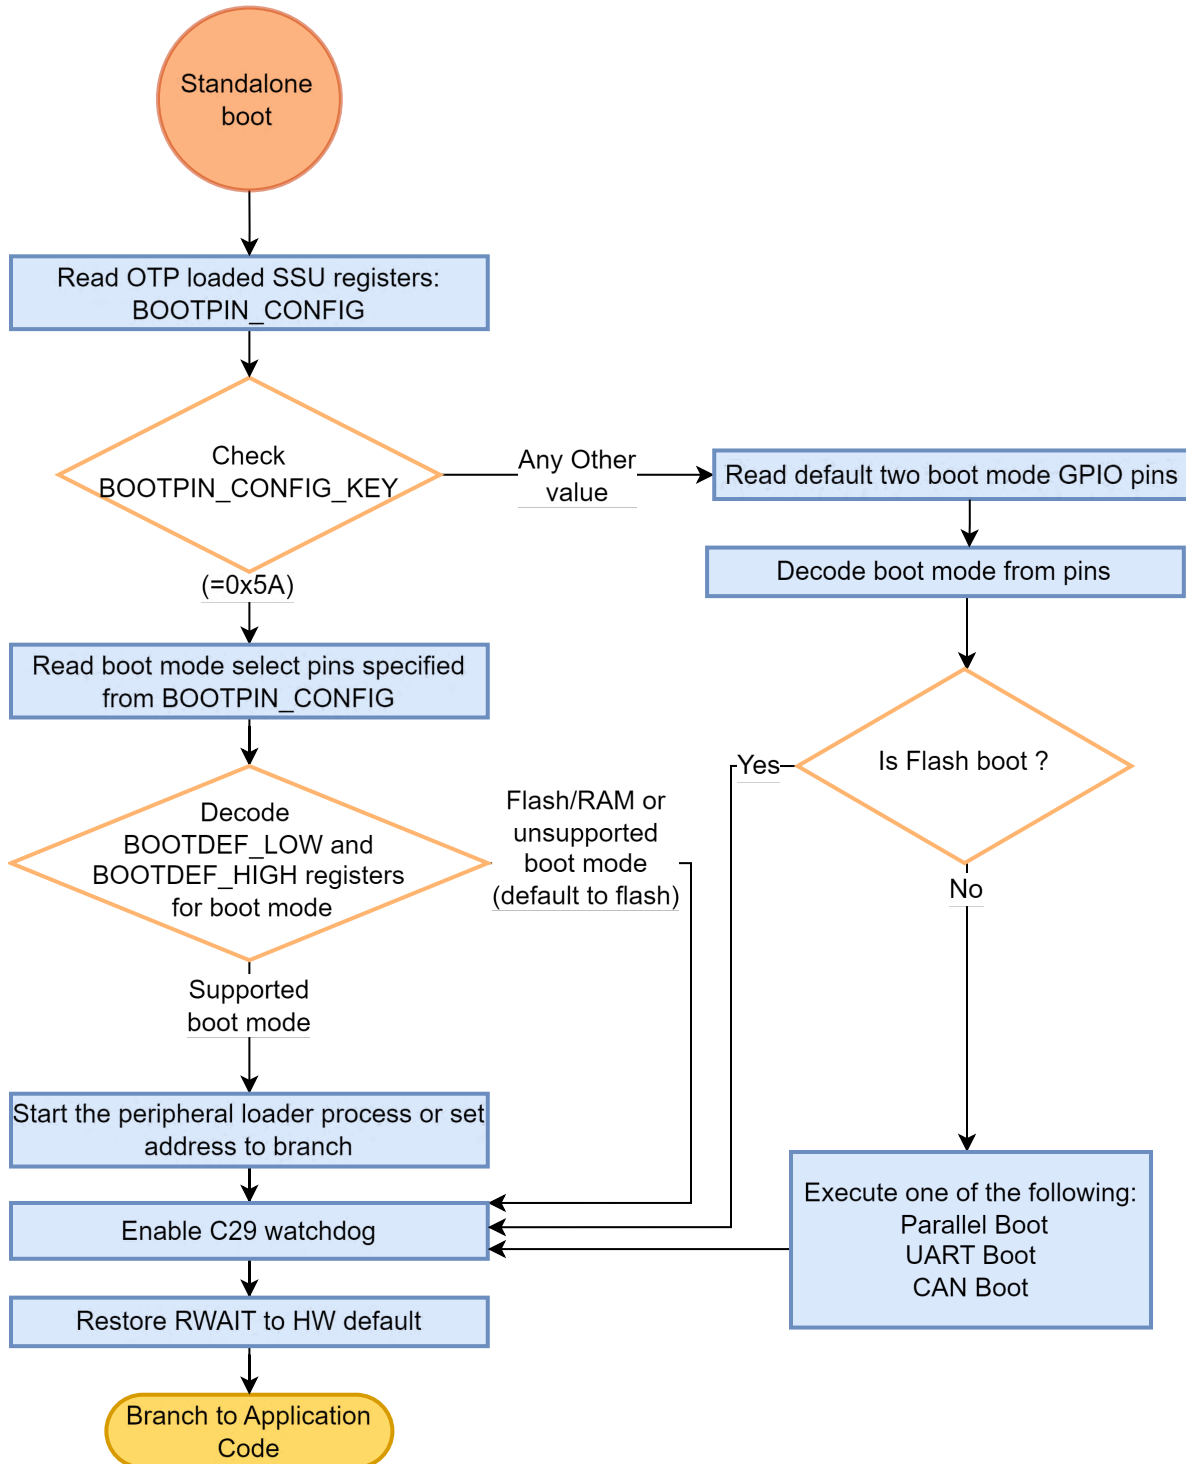 Standalone
boot
Read OTP loaded SSU registers:
BOOTPIN_CONFIG
Check
BOOTPIN_CONFIG_KEY
Any Other
value
Read default two boot mode GPIO pins
Decode boot mode from pins
(=0x5A)
Read boot mode select pins specified
from BOOTPIN_CONFIG
Is Flash boot ?
Yes
No
Decode
BOOTDEF_LOW and
BOOTDEF_HIGH registers
for boot mode
Flash/RAM or
unsupported
boot mode
(default to flash)
Supported
boot mode
Start the peripheral loader process or set
address to branch
Execute one of the following:
Parallel Boot
UART Boot
CAN Boot
Enable C29 watchdog
Restore RWAIT to HW default
Branch to Application
Code